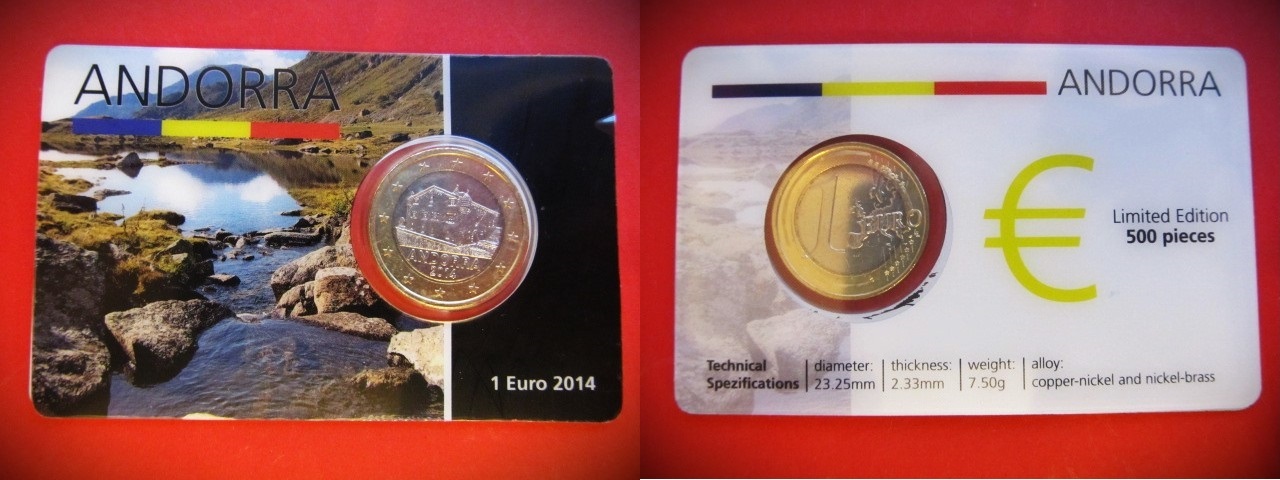 ANDORRA
ANDORRA
2014
1 Euro 2014
ANDORRA
1
EURO
€
Limited Edition
500 pieces
Technical
Spezifications
diameter:
23.25mm
thickness:
2.33mm
weight:
7.50g
alloy:
copper-nickel and nickel-brass